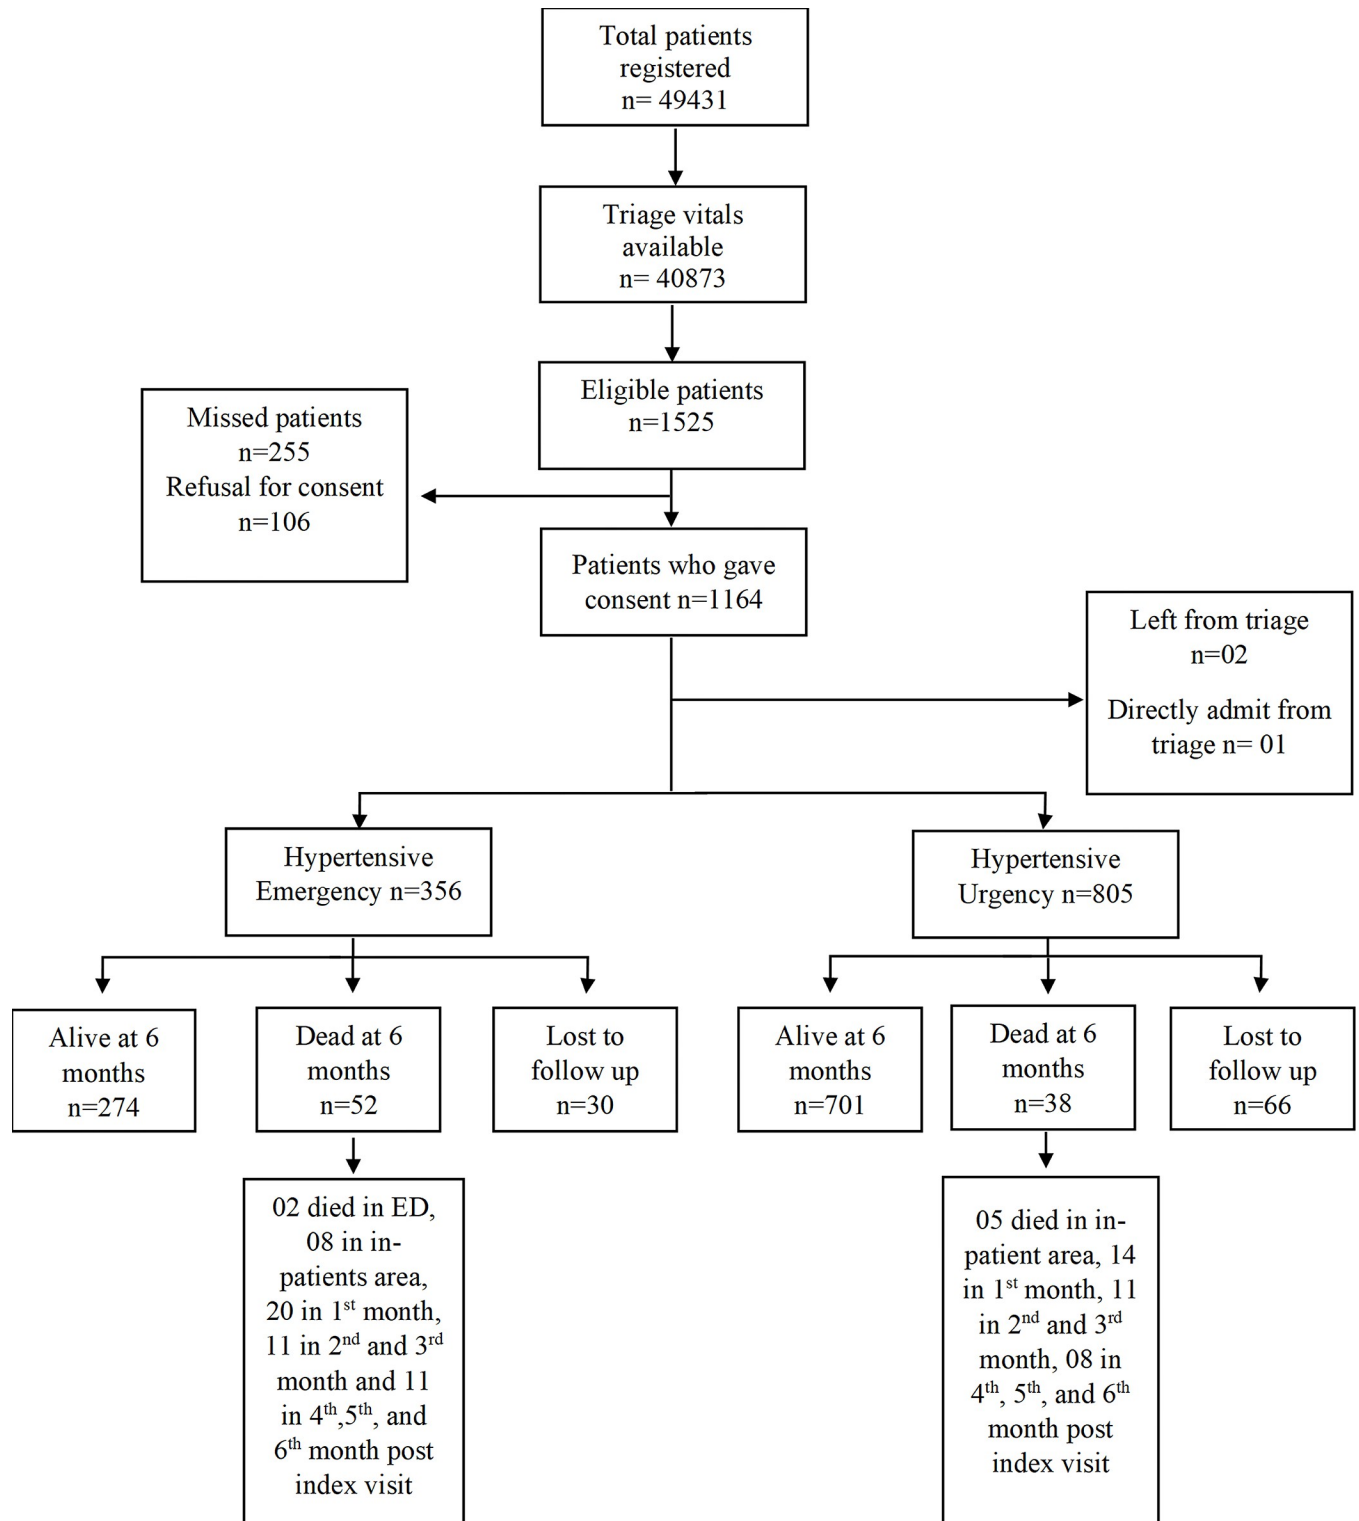 Total patients
registered
n= 49431
Triage vitals
available
n= 40873
Eligible patients
n=1525
Missed patients
n=255
Refusal for consent
n=106
Patients who gave
consent n=1164
Left from triage
n=02
Directly admit from
triage n= 01
Hypertensive
Emergency n=356
Hypertensive
Urgency n=805
Alive at 6
months
n=274
Dead at 6
months
n=52
Lost to
follow up
n=30
Alive at 6
months
n=701
Dead at 6
months
n=38
Lost to
follow up
n=66
02 died in ED,
08 in in-
patients area,
20 in 1st month,
11 in 2nd and 3rd
month and 11
in 4th,5th, and
6th month post
index visit
05 died in in-
patient area, 14
in 1st month, 11
in 2nd and 3rd
month, 08 in
4th, 5th, and 6th
month post
index visit